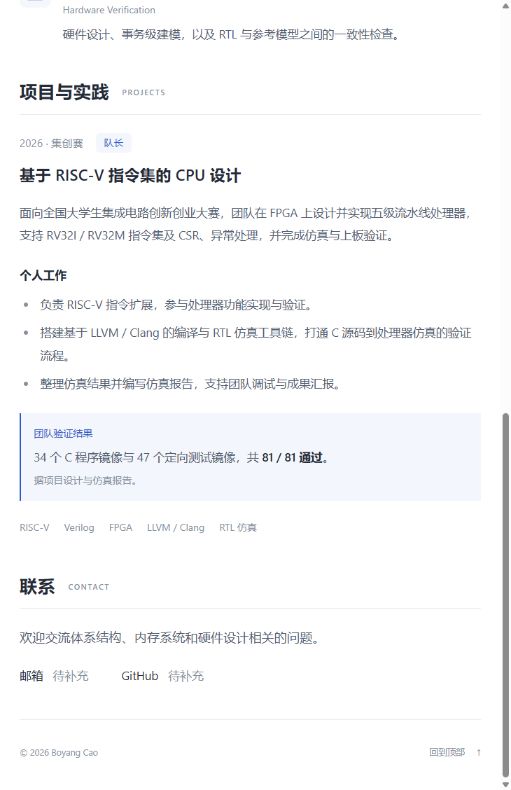 Hardware Verification
硬件设计、事务级建模，以及 RTL 与参考模型之间的一致性检查。
项目与实践 PROJECTS
2026 · 集创赛 队长
基于 RISC-V 指令集的 CPU 设计
面向全国大学生集成电路创新创业大赛，团队在 FPGA 上设计并实现五级流水线处理器，
支持 RV32I / RV32M 指令集及 CSR、异常处理，并完成仿真与上板验证。
个人工作
负责 RISC-V 指令扩展，参与处理器功能实现与验证。
搭建基于 LLVM / Clang 的编译与 RTL 仿真工具链，打通 C 源码到处理器仿真的验证
流程。
整理仿真结果并编写仿真报告，支持团队调试与成果汇报。
团队验证结果
34 个 C 程序镜像与 47 个定向测试镜像，共 81 / 81 通过。
据项目设计与仿真报告。
RISC-V Verilog FPGA LLVM / Clang RTL 仿真
联系 CONTACT
欢迎交流体系结构、内存系统和硬件设计相关的问题。
邮箱 待补充 GitHub 待补充
© 2026 Boyang Cao 回到顶部 ↑